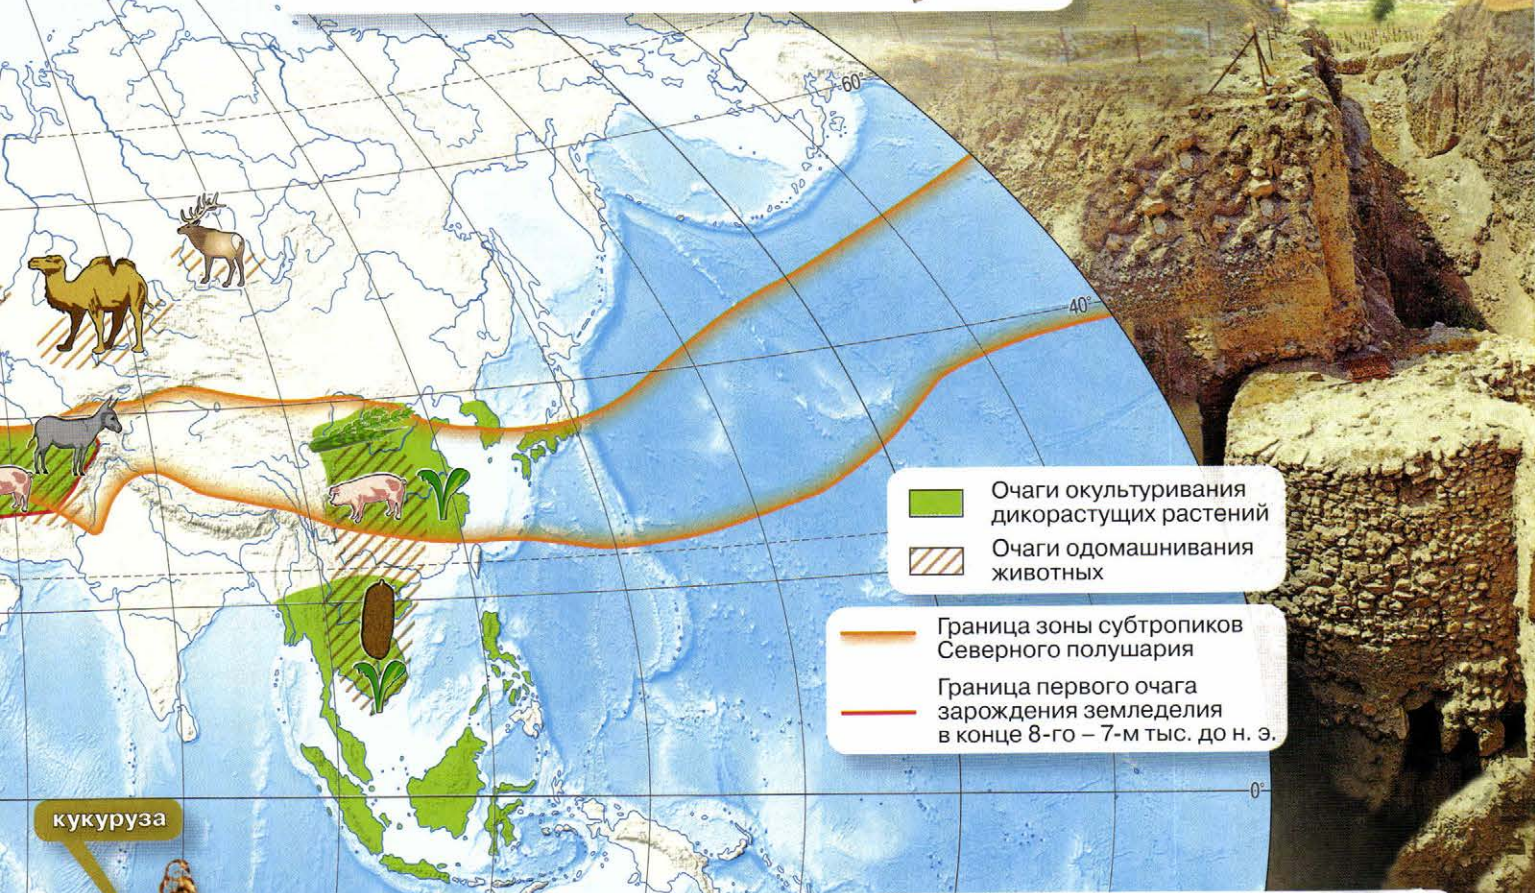 60°
40°
Очаги окультуривания
дикорастущих растений
Очаги одомашнивания
животных
Граница зоны субтропиков
Северного полушария
Граница первого очага
зарождения земледелия
в конце 8-го – 7-м тыс. до н. э.
0°
кукуруза